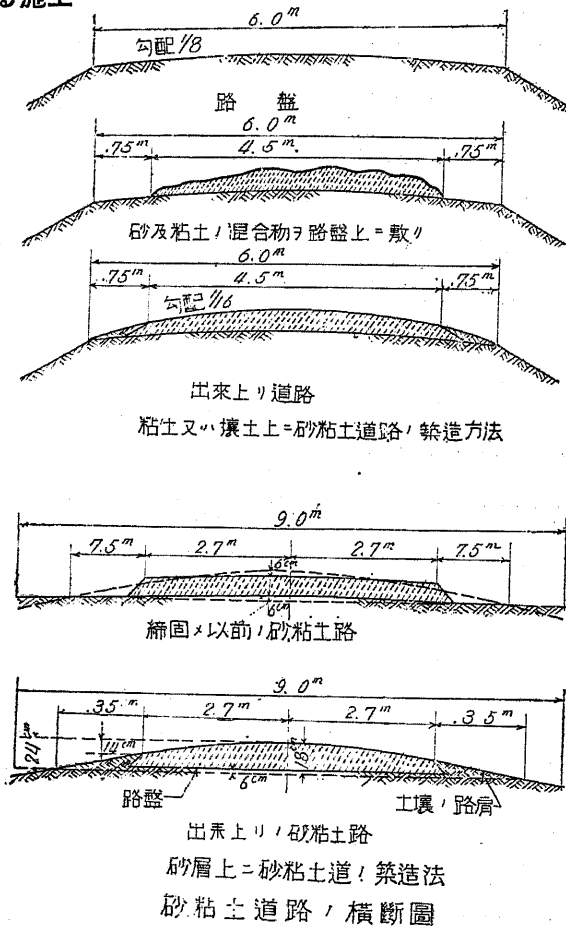 る施工
6.0m
勾配1/8
路盤
6.0m
.75m 4.5m .75m
砂及粘土ノ混合物ヲ路盤上ニ敷ク
6.0m
.75m 4.5m .75m
勾配1/16
出來上リ道路
粘土又ハ壌土上ニ砂粘土道路ノ築造方法
9.0m
7.5m 2.7m 2.7m 7.5m
6cm
6cm
締固メ以前ノ砂粘土路
9.0m
.35m 2.7m 2.7m .35m
24cm 14cm 18cm
6cm
路盤 土壌ノ路肩
出来上リノ砂粘土路
砂層上ニ砂粘土道ノ築造法
砂粘土道路ノ横斷圖